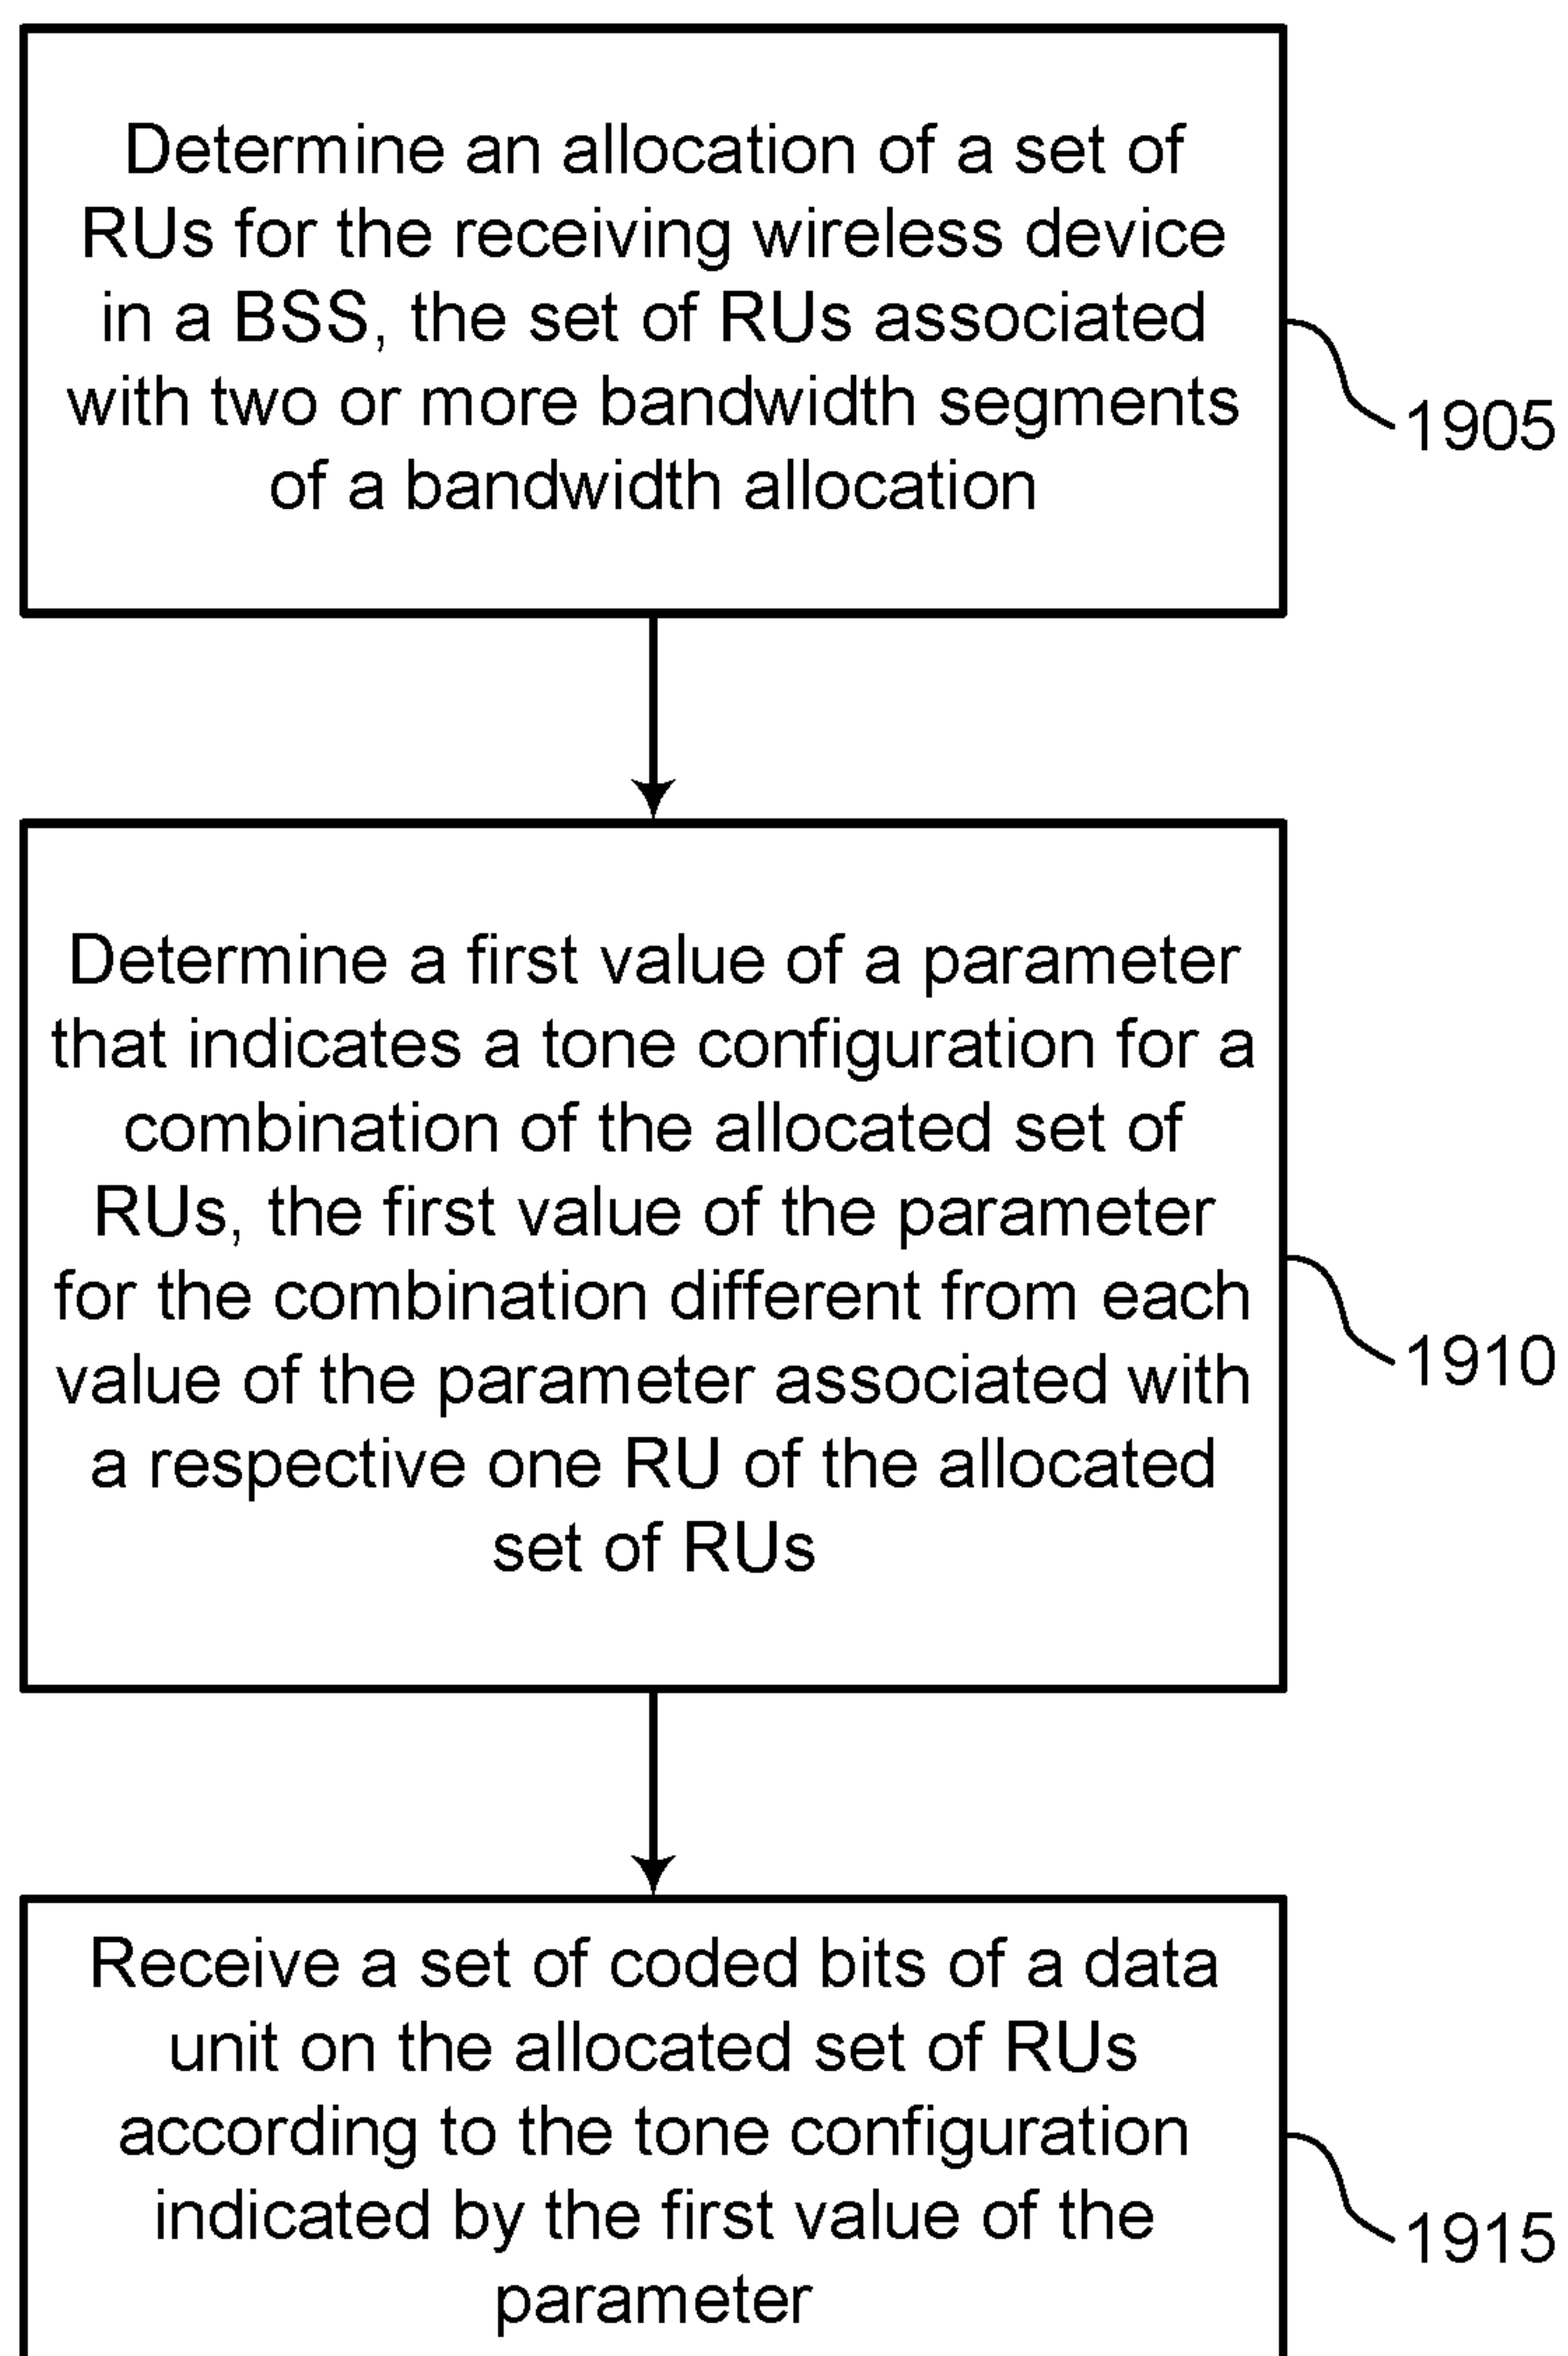 Determine an allocation of a set of
RUs for the receiving wireless device
in a BSS, the set of RUs associated
with two or more bandwidth segments
of a bandwidth allocation
1905
Determine a first value of a parameter
that indicates a tone configuration for a
combination of the allocated set of
RUs, the first value of the parameter
for the combination different from each
value of the parameter associated with
a respective one RU of the allocated
set of RUs
1910
Receive a set of coded bits of a data
unit on the allocated set of RUs
according to the tone configuration
indicated by the first value of the
parameter
1915